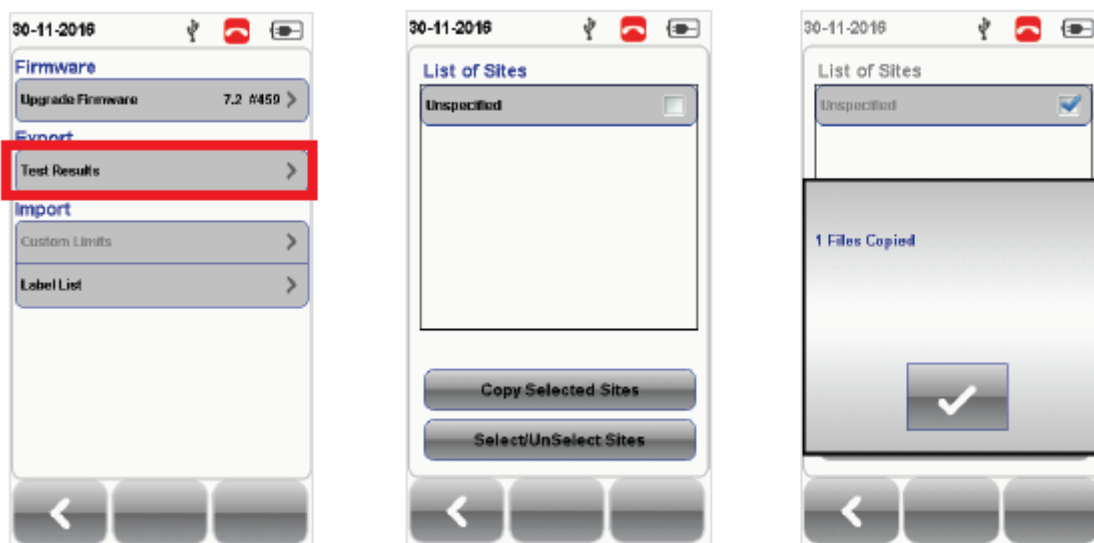 30-11-2016
Firmware
Upgrade Firmware 7.2 #459
Export
Test Results
Import
Custom Limits
Label List
30-11-2016
List of Sites
Unspecified
Copy Selected Sites
Select/UnSelect Sites
30-11-2016
List of Sites
Unspecified
1 Files Copied